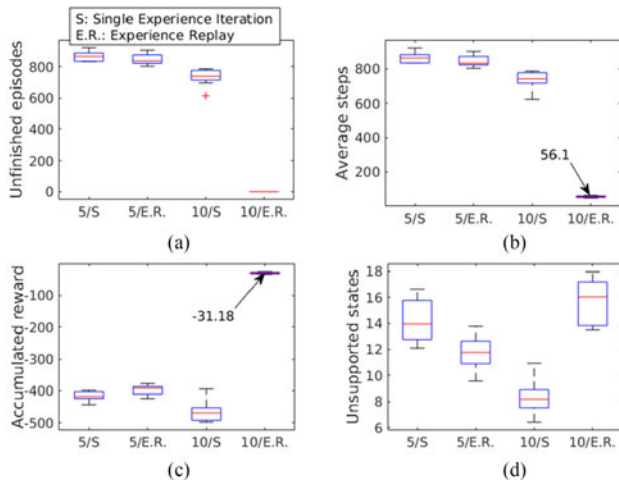 S: Single Experience Iteration
E.R.: Experience Replay
Unfinished episodes
800
600
400
200
0
5/S 5/E.R. 10/S 10/E.R.
(a)
Average steps
800
600
400
200
56.1
5/S 5/E.R. 10/S 10/E.R.
(b)
Accumulated reward
-100
-200
-300
-400
-500
-31.18
5/S 5/E.R. 10/S 10/E.R.
(c)
Unsupported states
18
16
14
12
10
8
6
5/S 5/E.R. 10/S 10/E.R.
(d)